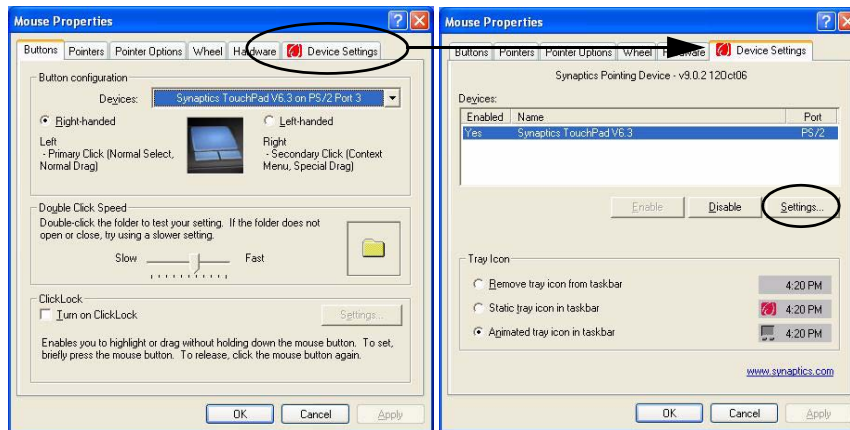 Mouse Properties
Buttons Pointers Pointer Options Wheel Hardware Device Settings
Button configuration
Devices: Synaptics TouchPad V6.3 on PS/2 Port 3
Right-handed Left-handed
Left
- Primary Click (Normal Select,
Normal Drag)
Right
- Secondary Click (Context
Menu, Special Drag)
Double Click Speed
Double-click the folder to test your setting. If the folder does not
open or close, try using a slower setting.
Slow Fast
ClickLock
Turn on ClickLock Settings...
Enables you to highlight or drag without holding down the mouse button. To set,
briefly press the mouse button. To release, click the mouse button again.
OK Cancel Apply
Mouse Properties
Buttons Pointers Pointer Options Wheel Hardware Device Settings
Synaptics Pointing Device - v9.0.2 12Oct06
Devices:
Enabled Name Port
Yes Synaptics TouchPad V6.3 PS/2
Enable Disable Settings...
Tray Icon
Remove tray icon from taskbar 4:20 PM
Static tray icon in taskbar 4:20 PM
Animated tray icon in taskbar 4:20 PM
www.synaptics.com
OK Cancel Apply